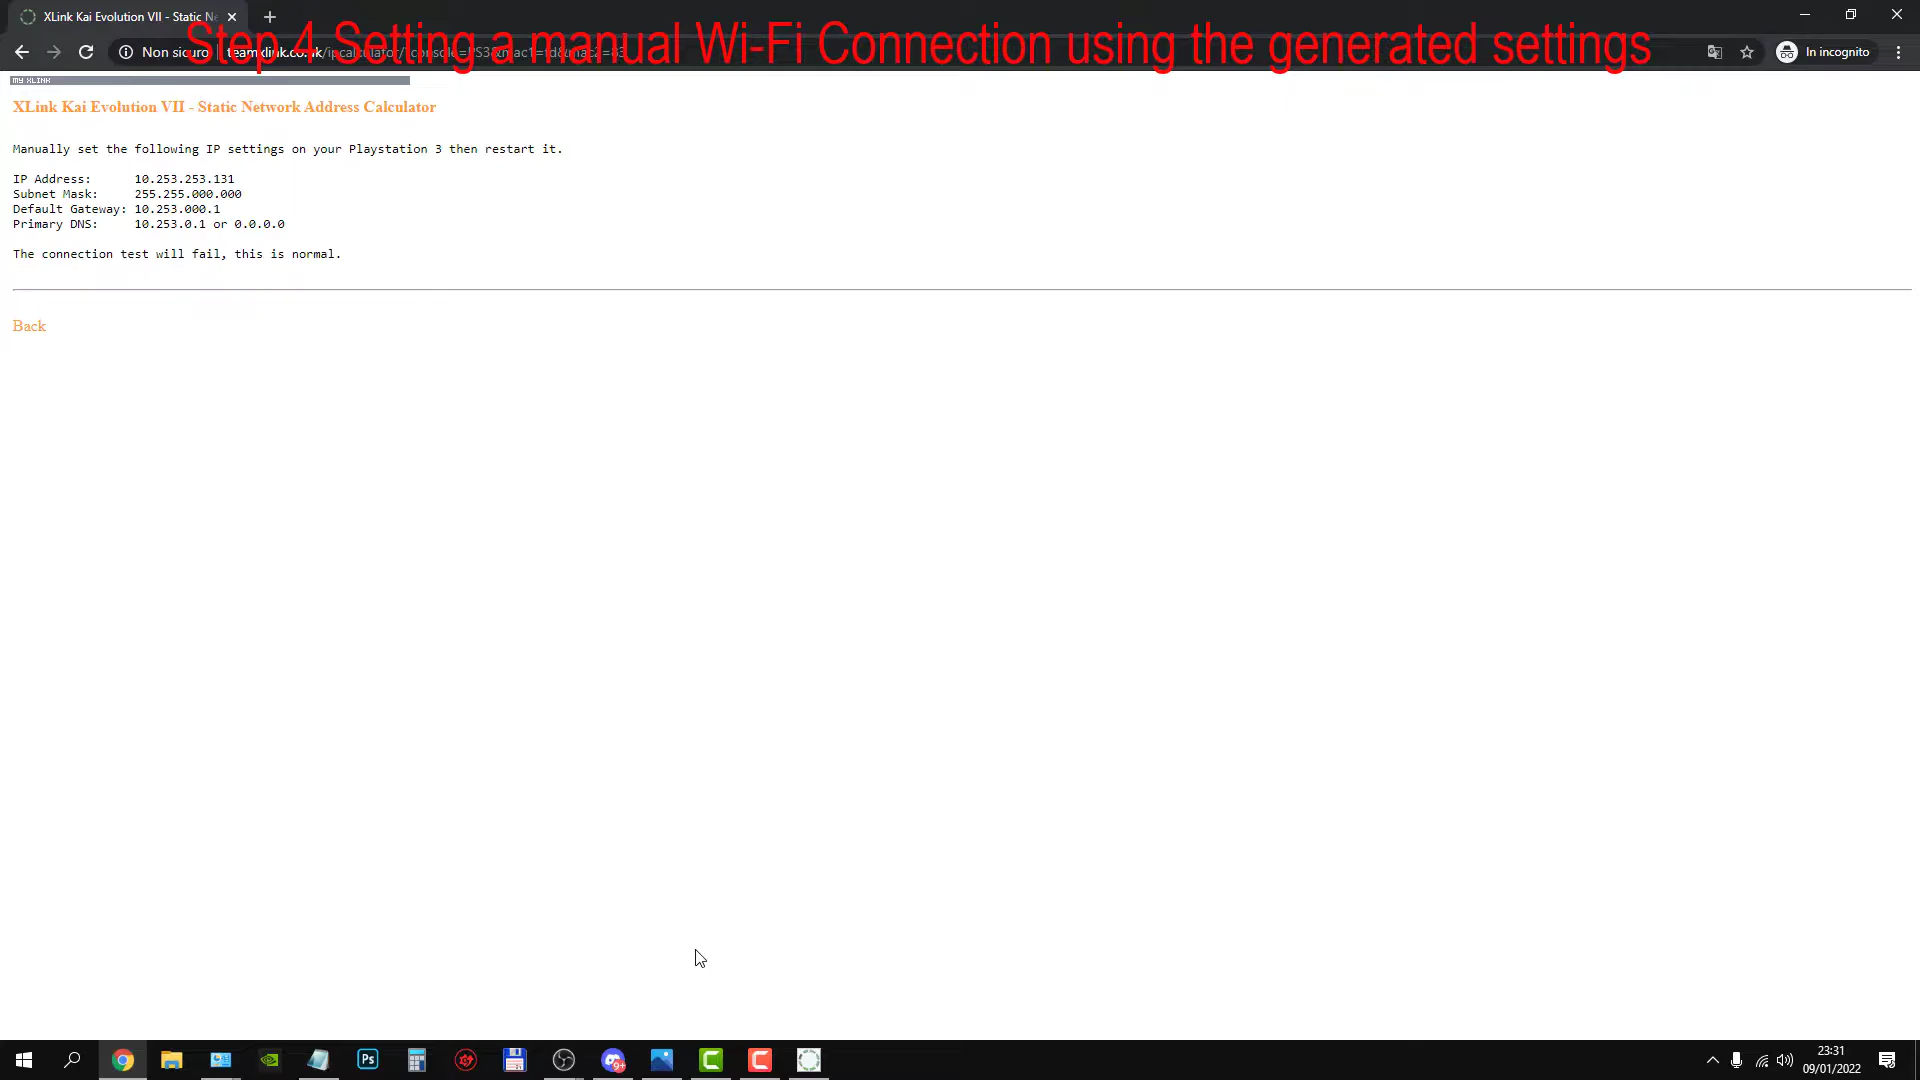 XLink Kai Evolution VII - Static Ne
Step 4 Setting a manual Wi-Fi Connection using the generated settings
Non sicuro
In incognito
MY XLINK
XLink Kai Evolution VII - Static Network Address Calculator
Manually set the following IP settings on your Playstation 3 then restart it.
IP Address: 10.253.253.131
Subnet Mask: 255.255.000.000
Default Gateway: 10.253.000.1
Primary DNS: 10.253.0.1 or 0.0.0.0
The connection test will fail, this is normal.
Back
Ps
9+
23:31
09/01/2022